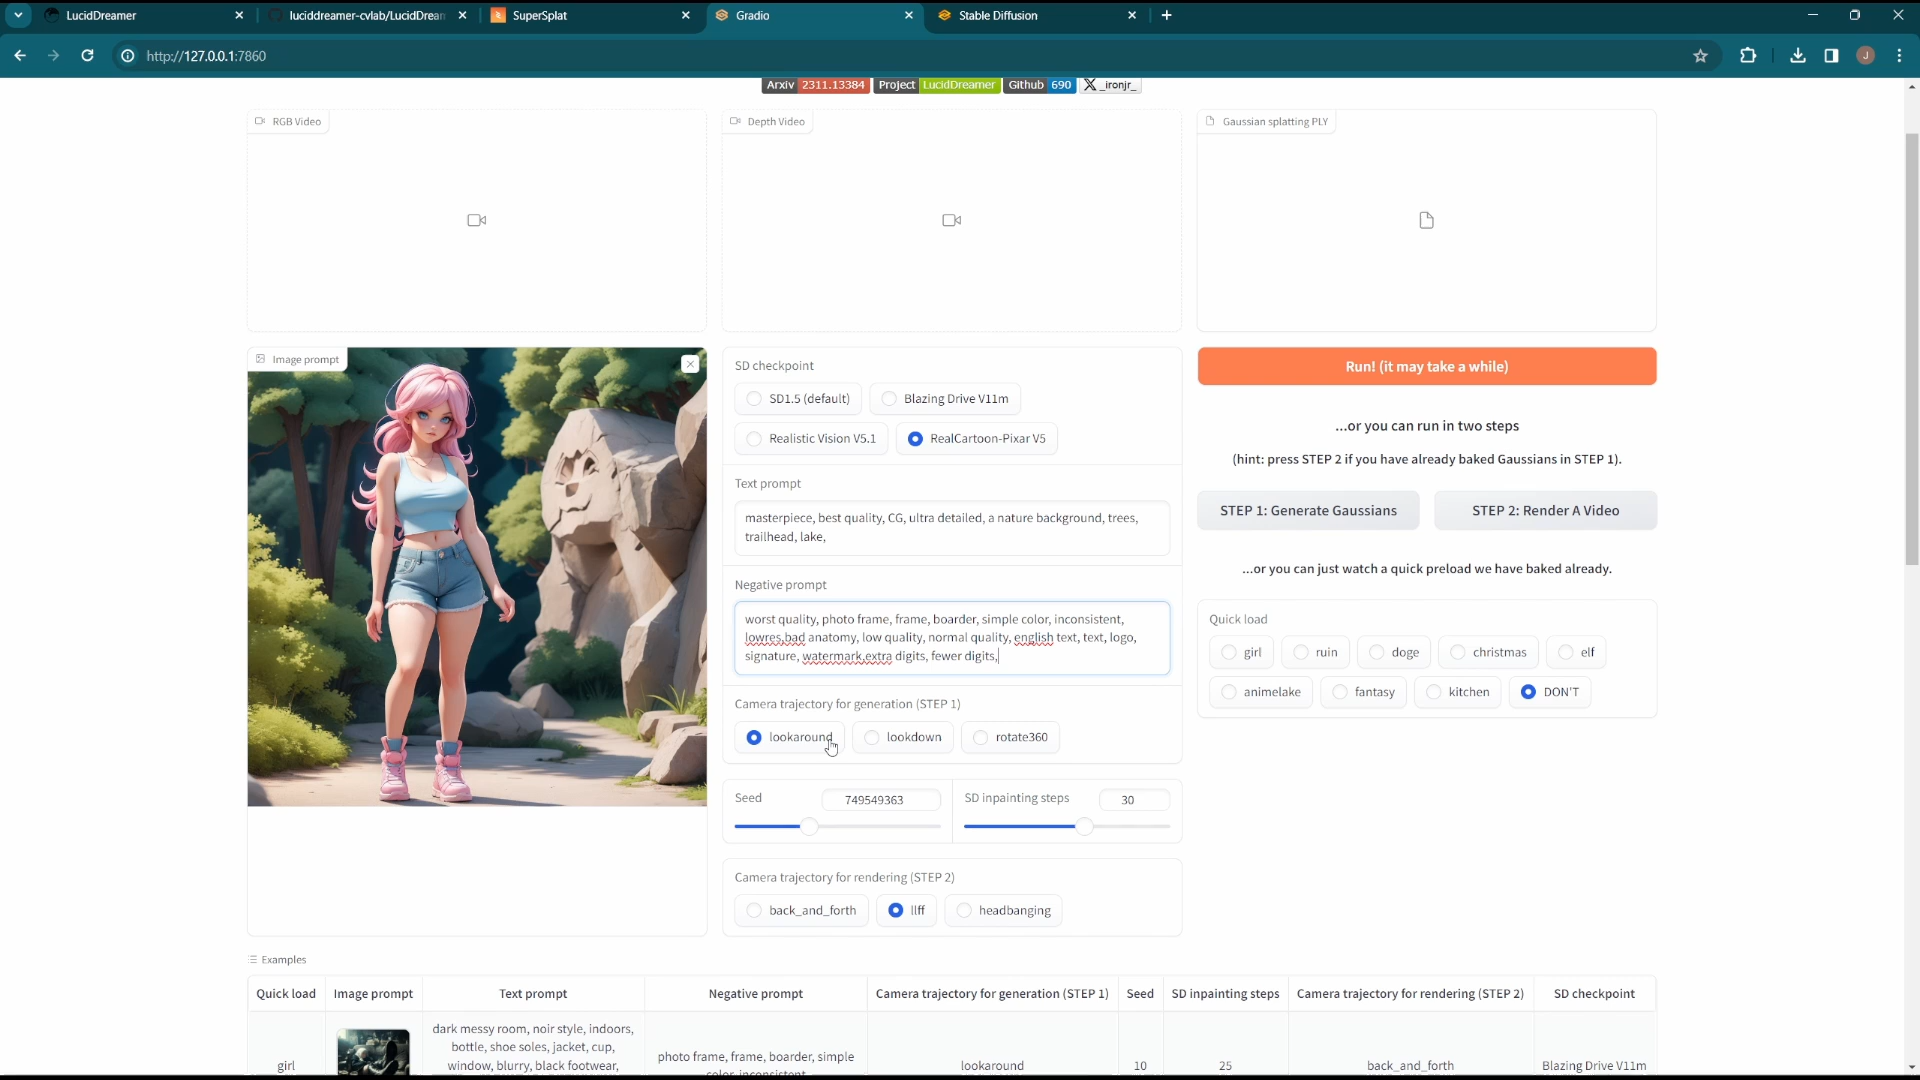 LucidDreamer
luciddreamer-cvlab/LucidDrean
SuperSplat
Gradio
Stable Diffusion
http://127.0.0.1:7860
J
Arxiv 2311.13384 Project LucidDreamer Github 690 X _ironjr_
RGB Video
Depth Video
Gaussian splatting PLY
Image prompt
SD checkpoint
SD1.5 (default)
Blazing Drive V11m
Realistic Vision V5.1
RealCartoon-Pixar V5
Text prompt
masterpiece, best quality, CG, ultra detailed, a nature background, trees,
trailhead, lake,
Negative prompt
worst quality, photo frame, frame, boarder, simple color, inconsistent,
lowres,bad anatomy, low quality, normal quality, english text, text, logo,
signature, watermark,extra digits, fewer digits,
Camera trajectory for generation (STEP 1)
lookaround
lookdown
rotate360
Seed
749549363
SD inpainting steps
30
Camera trajectory for rendering (STEP 2)
back_and_forth
llff
headbanging
Run! (it may take a while)
...or you can run in two steps
(hint: press STEP 2 if you have already baked Gaussians in STEP 1).
STEP 1: Generate Gaussians
STEP 2: Render A Video
...or you can just watch a quick preload we have baked already.
Quick load
girl
ruin
doge
christmas
elf
animelake
fantasy
kitchen
DON'T
Examples
Quick load
Image prompt
Text prompt
Negative prompt
Camera trajectory for generation (STEP 1)
Seed
SD inpainting steps
Camera trajectory for rendering (STEP 2)
SD checkpoint
girl
dark messy room, noir style, indoors,
bottle, shoe soles, jacket, cup,
window, blurry, black footwear,
photo frame, frame, boarder, simple
color, inconsistent
lookaround
10
25
back_and_forth
Blazing Drive V11m